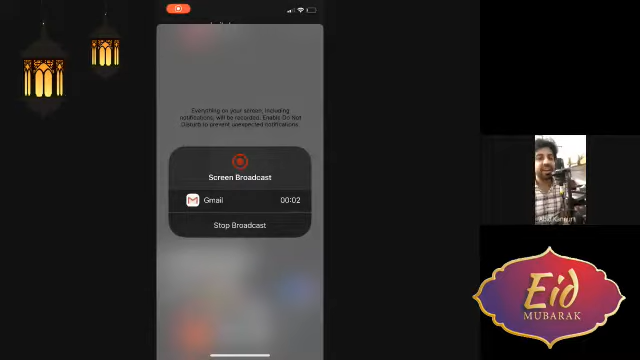 Everything on your screen, including
notifications, will be recorded. Enable Do Not
Disturb to prevent unexpected notifications.
Screen Broadcast
Gmail 00:02
Stop Broadcast
Eid
MUBARAK